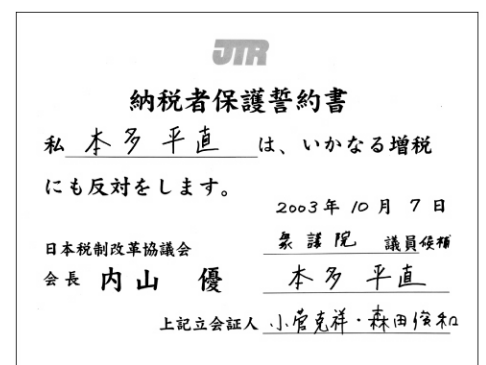 JTR
納税者保護誓約書
私 本多 平直 は、いかなる増税
にも反対をします。
2003年 10月 7日
日本税制改革協議会
衆議院 議員候補
会長 内山 優
本多 平直
上記立会証人 小菅克祥・森田俊和